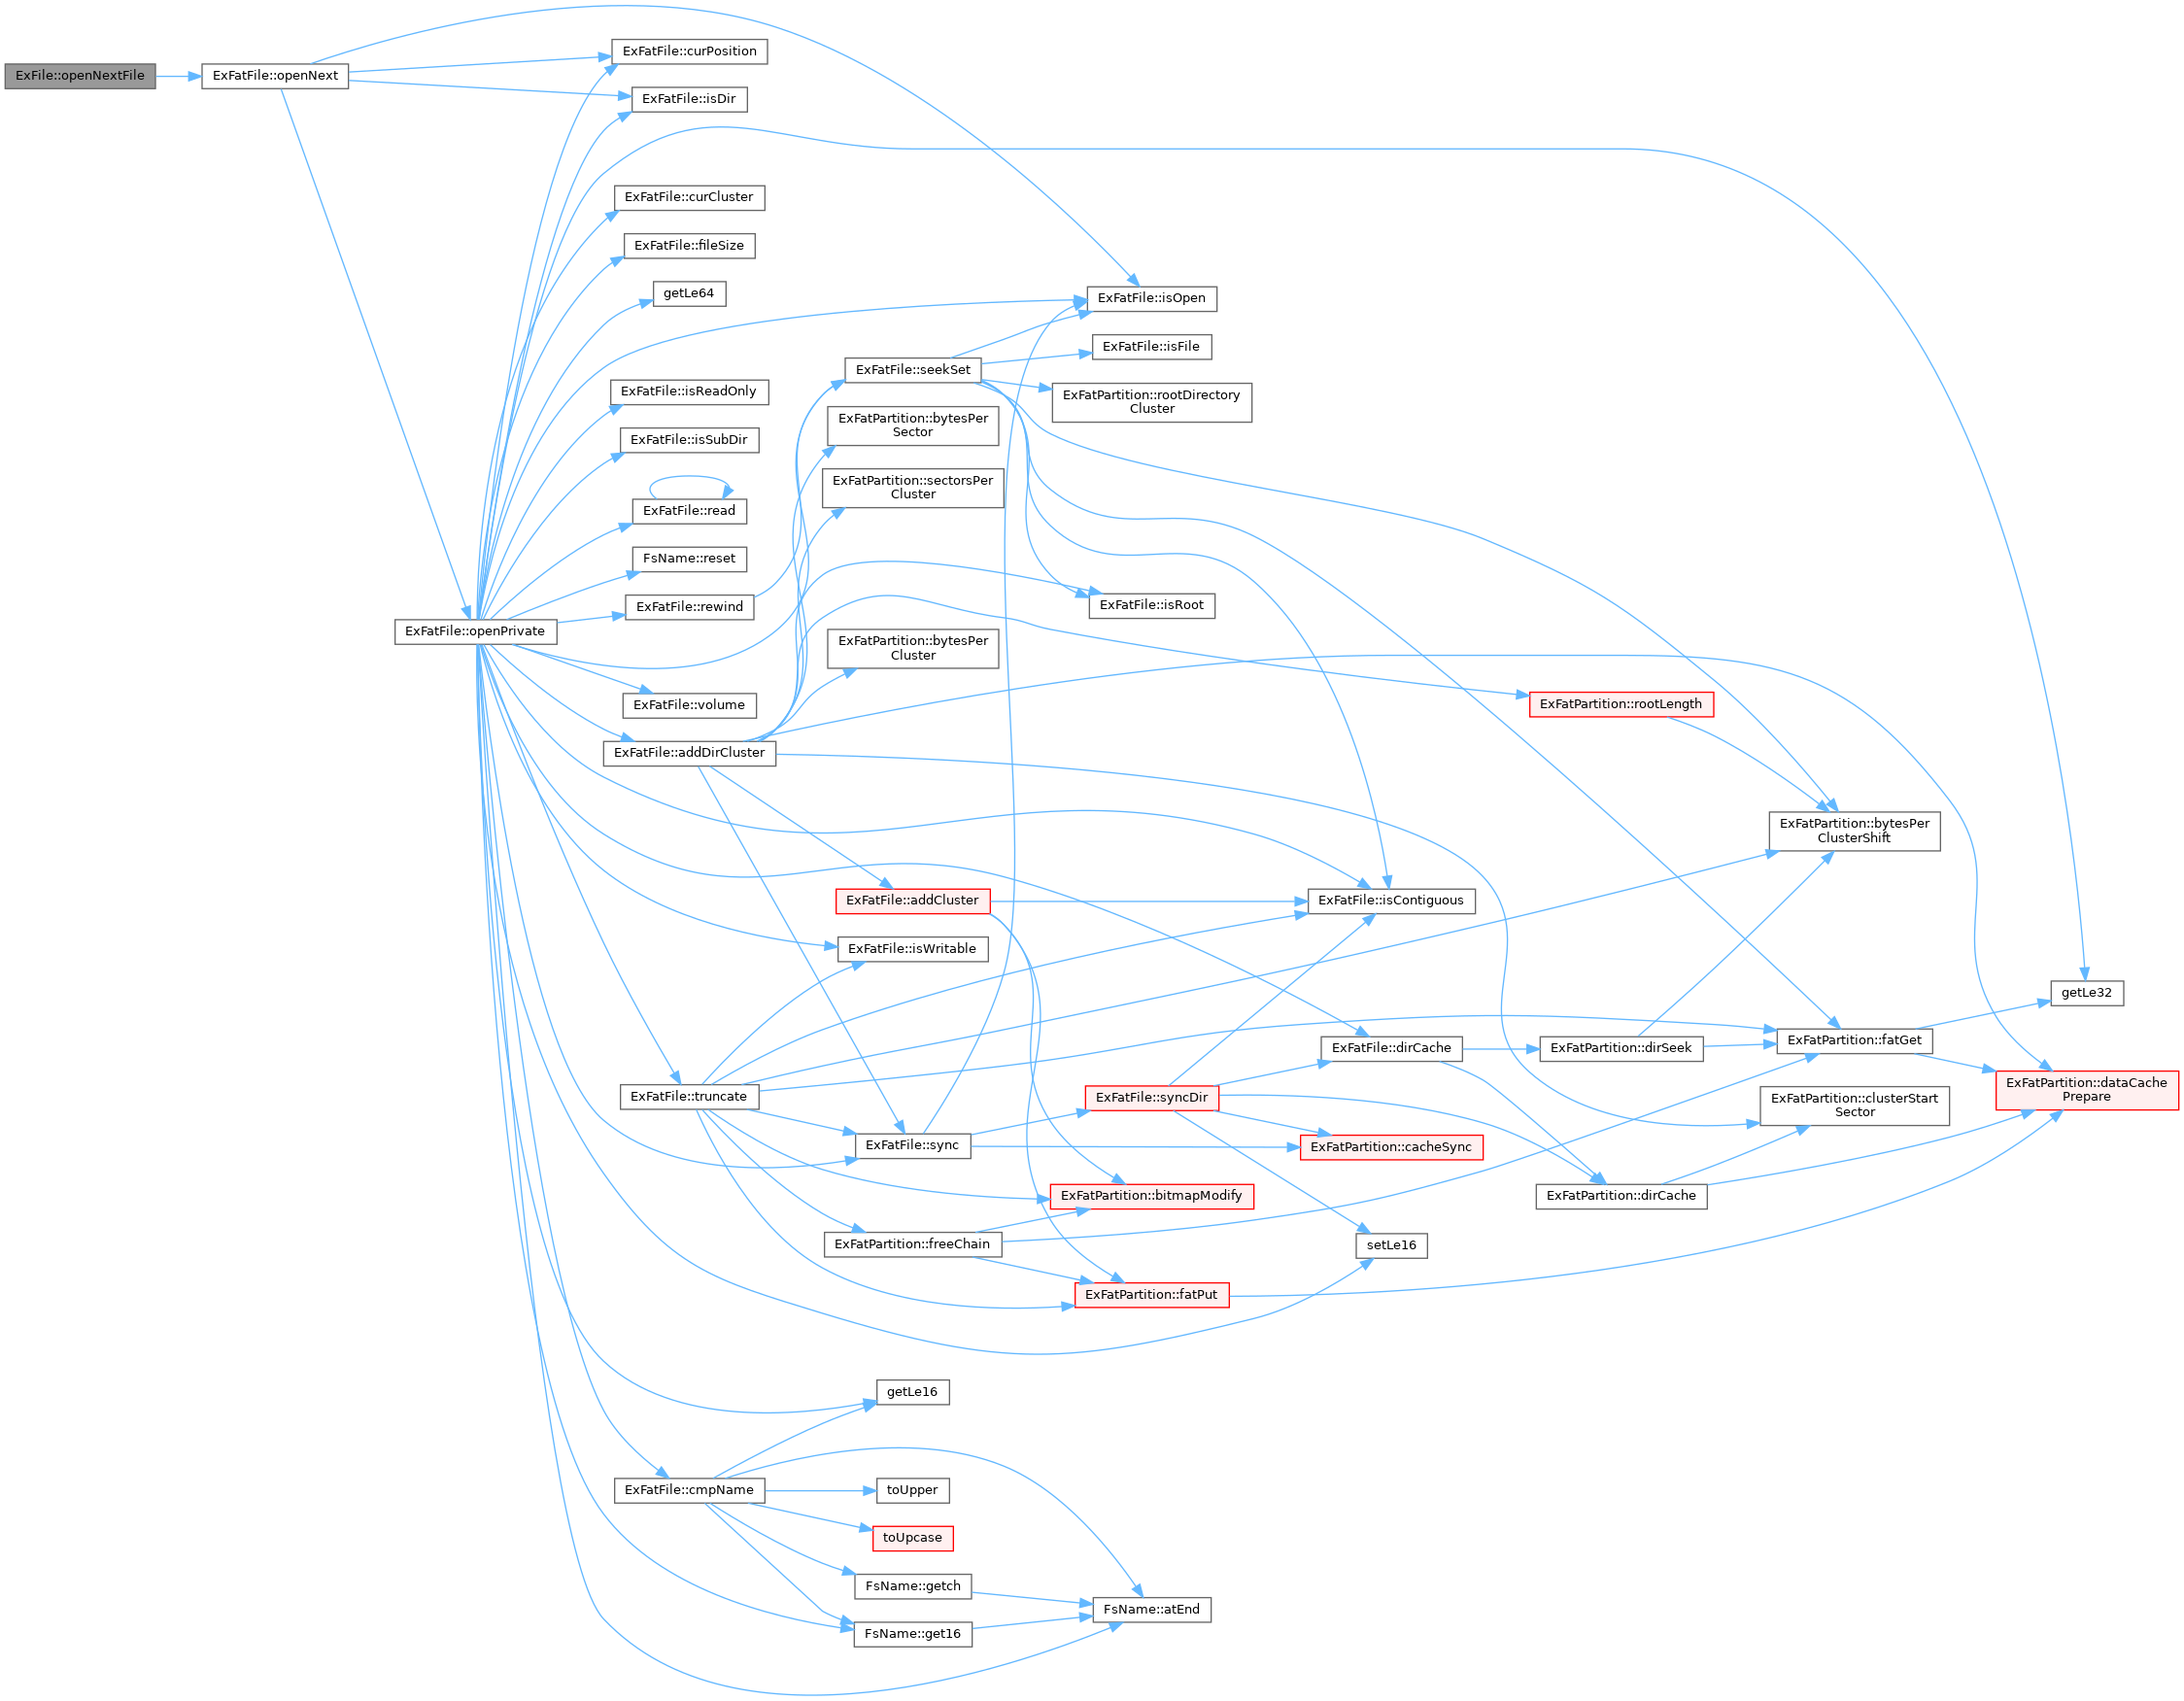 ExFile::openNextFile
ExFatFile::openNext
ExFatFile::curPosition
ExFatFile::isDir
ExFatFile::curCluster
ExFatFile::fileSize
getLe64
ExFatFile::isOpen
ExFatFile::isFile
ExFatFile::seekSet
ExFatFile::isReadOnly
ExFatPartition::rootDirectory
Cluster
ExFatPartition::bytesPer
Sector
ExFatFile::isSubDir
ExFatPartition::sectorsPer
Cluster
ExFatFile::read
FsName::reset
ExFatFile::rewind
ExFatFile::isRoot
ExFatFile::openPrivate
ExFatPartition::bytesPer
Cluster
ExFatFile::volume
ExFatPartition::rootLength
ExFatFile::addDirCluster
ExFatPartition::bytesPer
ClusterShift
ExFatFile::addCluster
ExFatFile::isContiguous
ExFatFile::isWritable
getLe32
ExFatFile::dirCache
ExFatPartition::dirSeek
ExFatPartition::fatGet
ExFatPartition::dataCache
Prepare
ExFatFile::truncate
ExFatFile::syncDir
ExFatPartition::clusterStart
Sector
ExFatFile::sync
ExFatPartition::cacheSync
ExFatPartition::bitmapModify
ExFatPartition::dirCache
ExFatPartition::freeChain
setLe16
ExFatPartition::fatPut
getLe16
ExFatFile::cmpName
toUpper
toUpcase
FsName::getch
FsName::atEnd
FsName::get16